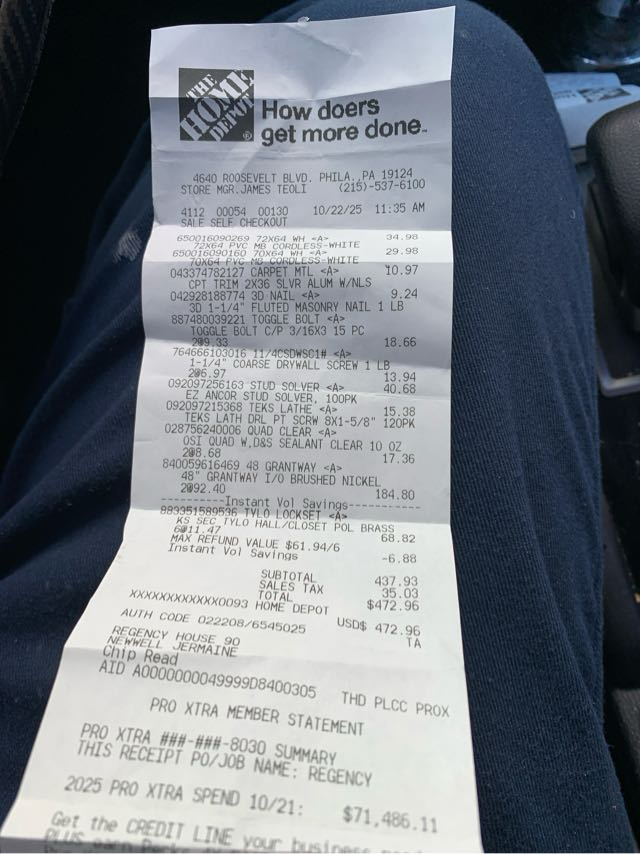 THE
HOME
DEPOT
How doers
get more done™
4640 ROOSEVELT BLVD. PHILA.,PA 19124
STORE MGR.JAMES TEOLI (215)-537-6100
4112 00054 00130 10/22/25 11:35 AM
SALE SELF CHECKOUT
650016090269 72X64 WH <A> 34.98
72X64 PVC MB CORDLESS-WHITE
650016090160 70X64 WH <A> 29.98
70X64 PVC MB CORDLESS-WHITE
043374782127 CARPET MTL <A> 10.97
CPT TRIM 2X36 SLVR ALUM W/NLS
042928188774 3D NAIL <A> 9.24
3D 1-1/4" FLUTED MASONRY NAIL 1 LB
887480039221 TOGGLE BOLT <A>
TOGGLE BOLT C/P 3/16X3 15 PC
2@9.33 18.66
764666103016 11/4CSDWSC1# <A>
1-1/4" COARSE DRYWALL SCREW 1 LB
2@6.97 13.94
092097256163 STUD SOLVER <A> 40.68
EZ ANCOR STUD SOLVER, 100PK
092097215368 TEKS LATHE <A> 15.38
TEKS LATH DRL PT SCRW 8X1-5/8" 120PK
028756240006 QUAD CLEAR <A>
OSI QUAD W,D&S SEALANT CLEAR 10 OZ
2@8.68 17.36
840059616469 48 GRANTWAY <A>
48" GRANTWAY I/O BRUSHED NICKEL
2@92.40 184.80
----------Instant Vol Savings----------
883351589536 TYLO LOCKSET <A>
KS SEC TYLO HALL/CLOSET POL BRASS
6@11.47 68.82
MAX REFUND VALUE $61.94/6
Instant Vol Savings -6.88
SUBTOTAL 437.93
SALES TAX 35.03
TOTAL $472.96
XXXXXXXXXXXX0093 HOME DEPOT
USD$ 472.96
AUTH CODE 022208/6545025 TA
REGENCY HOUSE 90
NEWWELL JERMAINE
Chip Read
AID A0000000049999D8400305 THD PLCC PROX
PRO XTRA MEMBER STATEMENT
PRO XTRA ###-###-8030 SUMMARY
THIS RECEIPT PO/JOB NAME: REGENCY
2025 PRO XTRA SPEND 10/21: $71,486.11
Get the CREDIT LINE your business
PLUS earn Perks